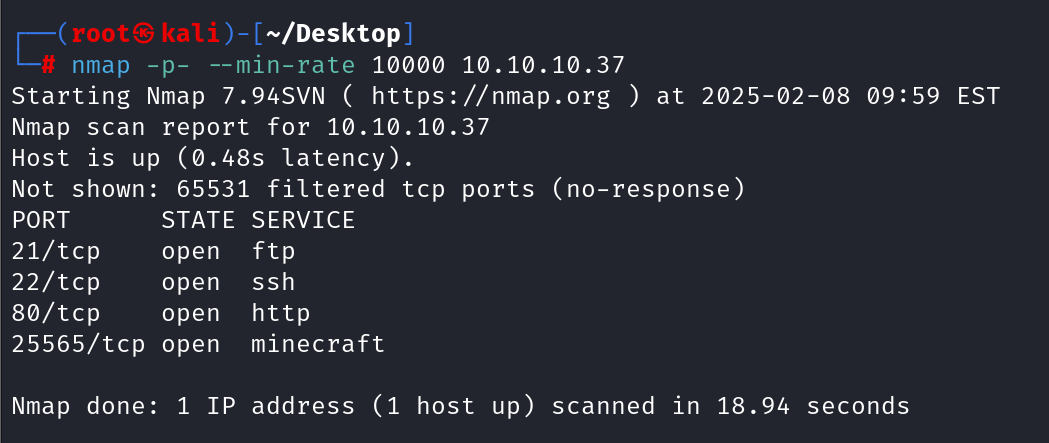 ┌──(root㉿kali)-[~/Desktop]
└─# nmap -p- --min-rate 10000 10.10.10.37
Starting Nmap 7.94SVN ( https://nmap.org ) at 2025-02-08 09:59 EST
Nmap scan report for 10.10.10.37
Host is up (0.48s latency).
Not shown: 65531 filtered tcp ports (no-response)
PORT      STATE SERVICE
21/tcp    open  ftp
22/tcp    open  ssh
80/tcp    open  http
25565/tcp open  minecraft
Nmap done: 1 IP address (1 host up) scanned in 18.94 seconds